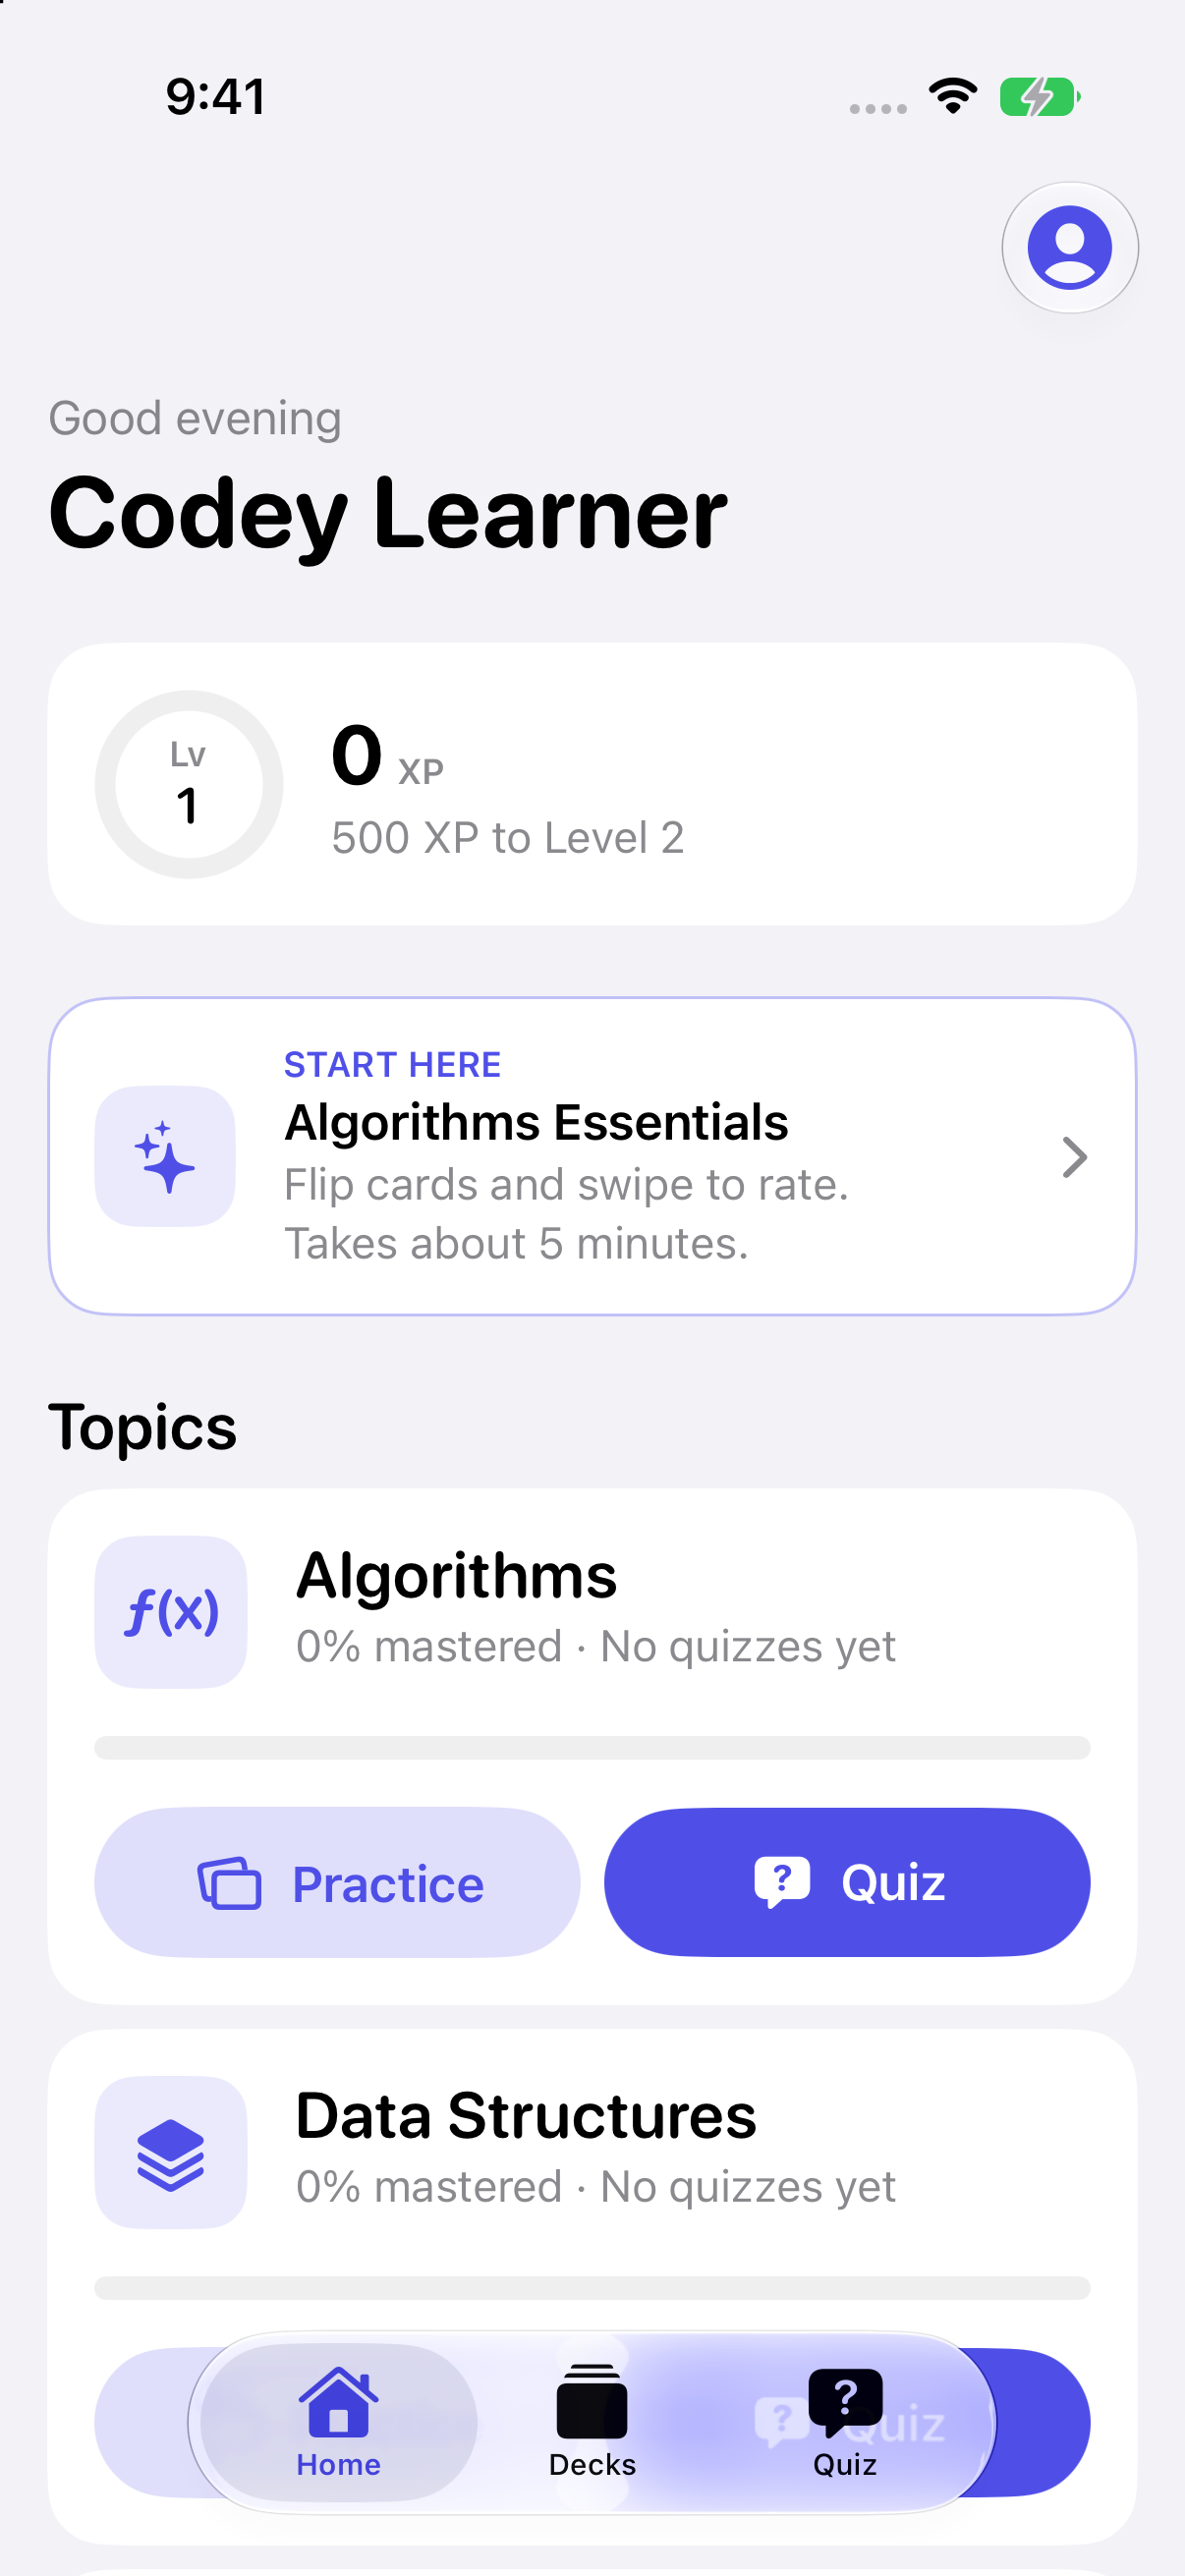 9:41
Good evening
Codey Learner
Lv
1
0 XP
500 XP to Level 2
START HERE
Algorithms Essentials
Flip cards and swipe to rate.
Takes about 5 minutes.
Topics
f(x)
Algorithms
0% mastered · No quizzes yet
Practice
? Quiz
Data Structures
0% mastered · No quizzes yet
? Quiz
Home
Decks
? Quiz